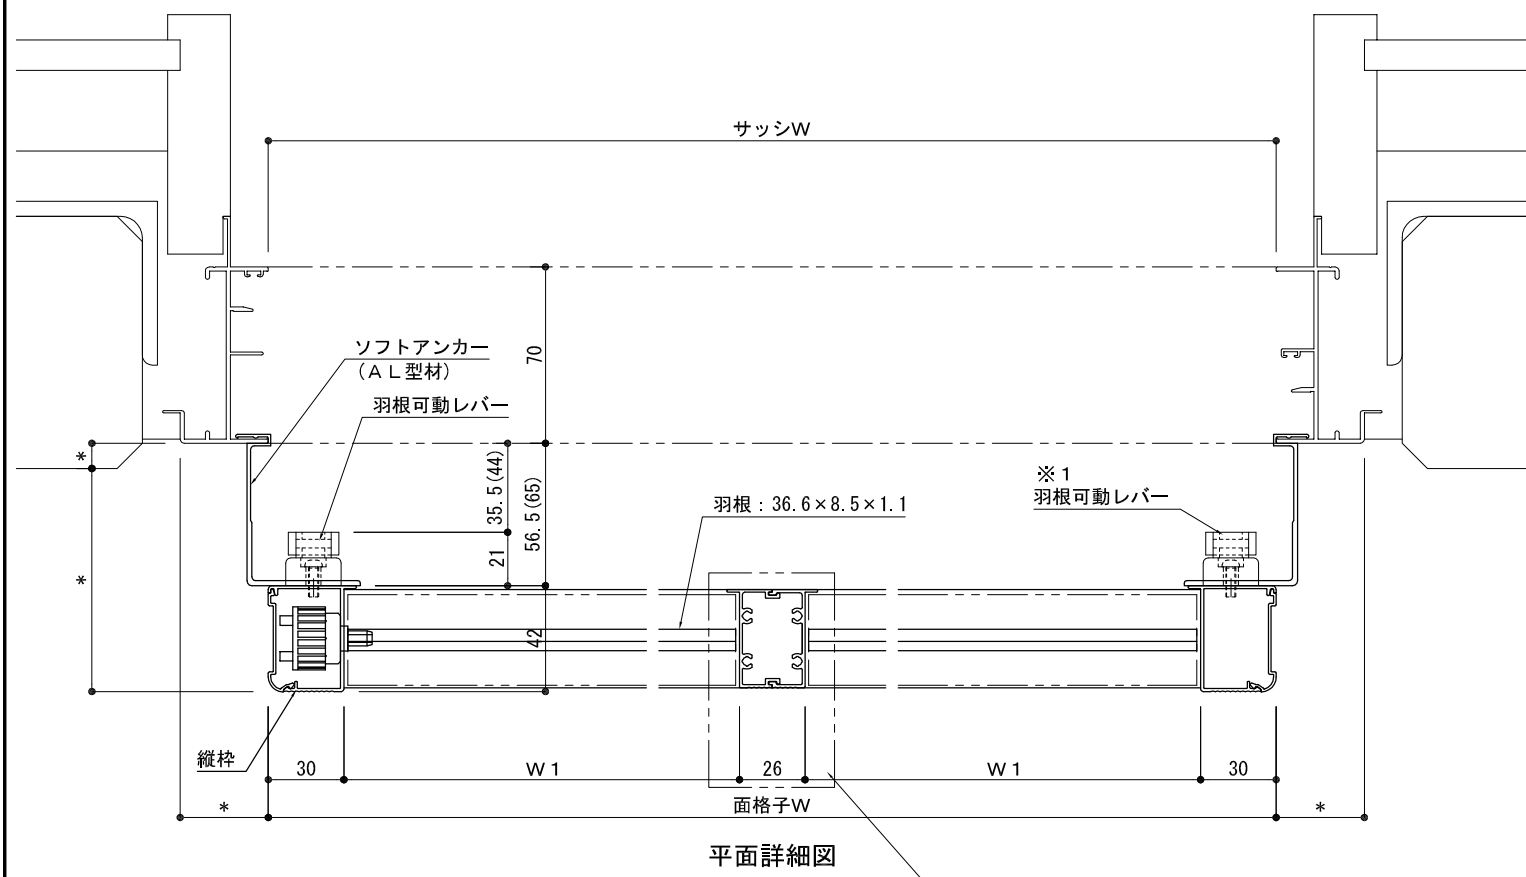 サッシW
ソフトアンカー
（ＡＬ型材）
羽根可動レバー
70
*
35.5(44)
56.5(65)
21
42
※１
羽根可動レバー
羽根：36.6×8.5×1.1
*
縦枠
30
Ｗ１
26
Ｗ１
30
*
面格子W
*
平面詳細図